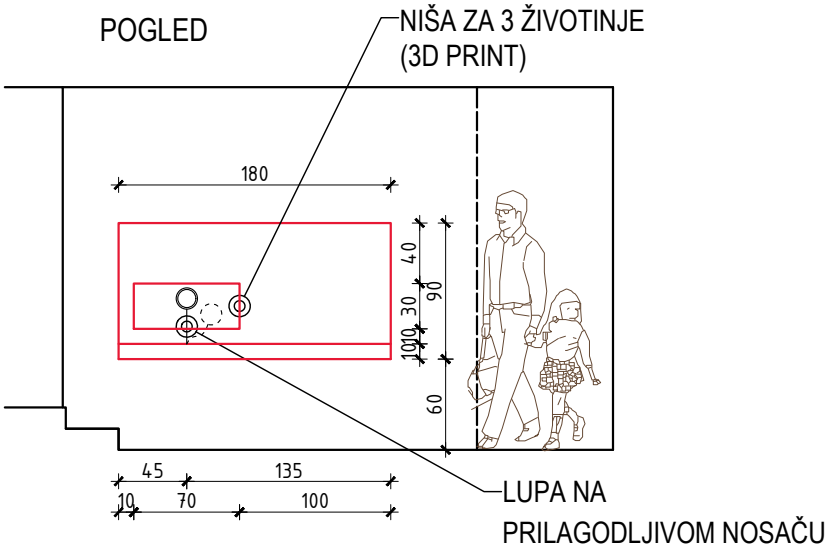 POGLED
NIŠA ZA 3 ŽIVOTINJE
(3D PRINT)
180
40
90
30
10
10
60
45
135
10
70
100
LUPA NA
PRILAGODLJIVOM NOSAČU